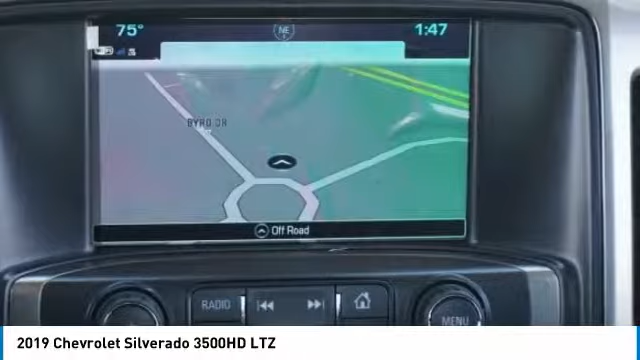 75° NE 1:47
BYRD DR
Off Road
RADIO
MENU
2019 Chevrolet Silverado 3500HD LTZ